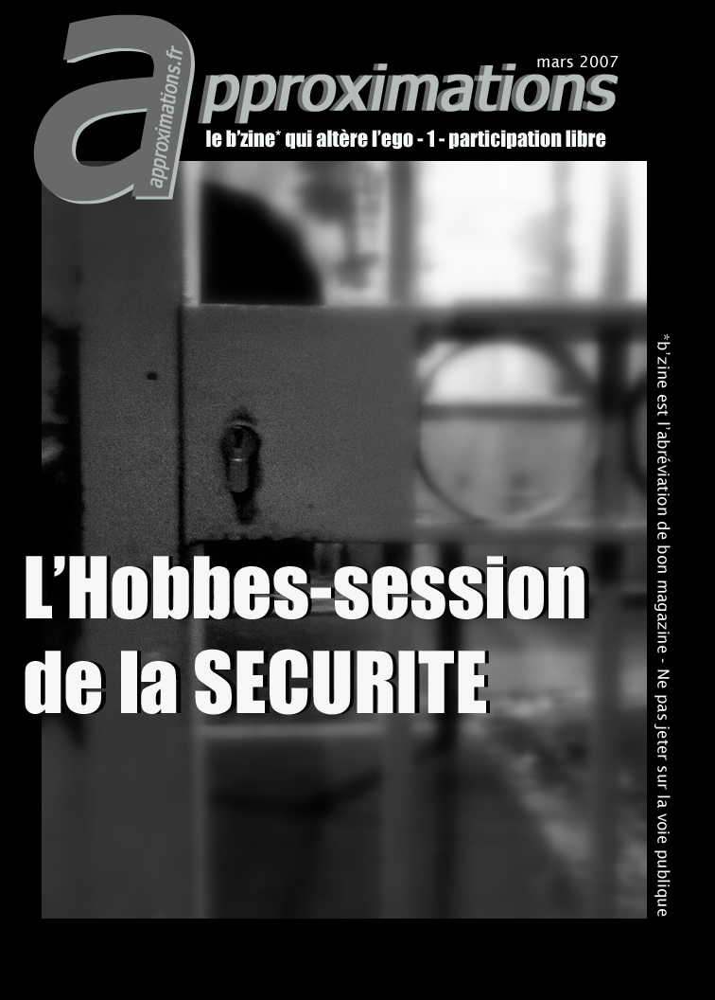 mars 2007
approximations
approximations.fr
le b'zine* qui altère l'ego - 1 - participation libre
*b'zine est l'abréviation de bon magazine - Ne pas jeter sur la voie publique
L'Hobbes-session
de la SECURITE